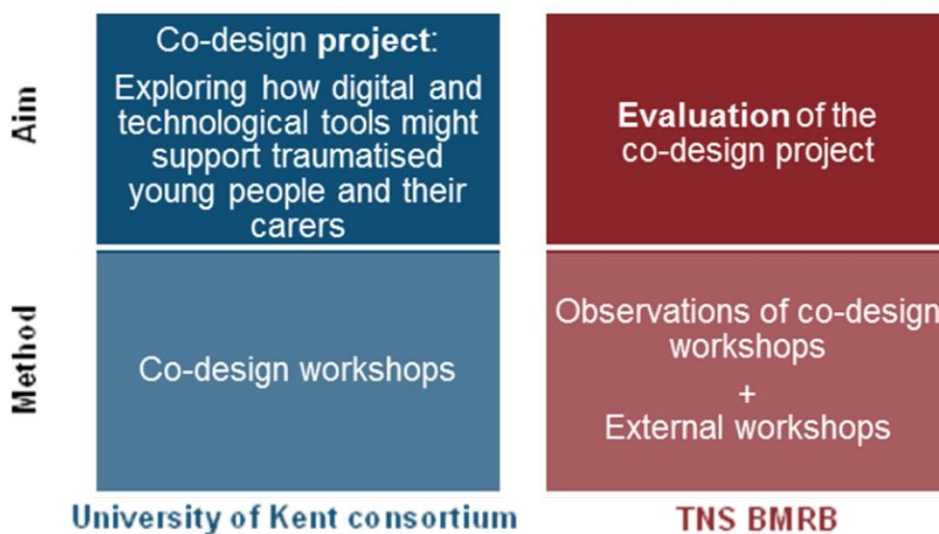 Aim
Co-design project:
Exploring how digital and
technological tools might
support traumatised
young people and their
carers
Evaluation of the
co-design project
Method
Co-design workshops
Observations of co-design
workshops
+
External workshops
University of Kent consortium
TNS BMRB